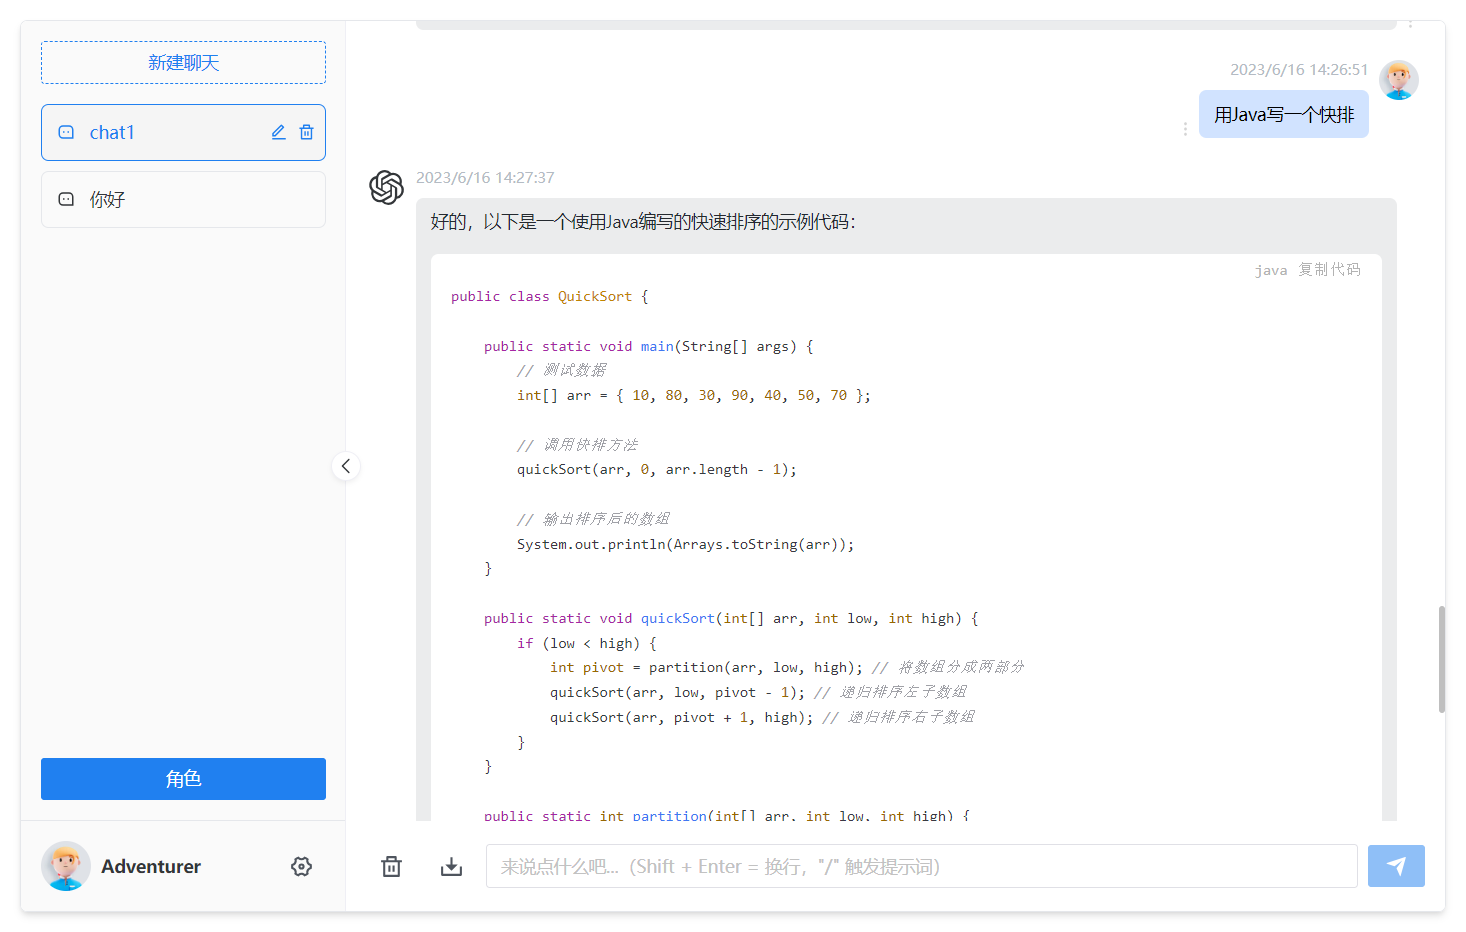 新建聊天
chat1
你好
角色
Adventurer
2023/6/16 14:26:51
用Java写一个快排
2023/6/16 14:27:37
好的，以下是一个使用Java编写的快速排序的示例代码：
java 复制代码
public class QuickSort {
public static void main(String[] args) {
// 测试数据
int[] arr = { 10, 80, 30, 90, 40, 50, 70 };
// 调用快排方法
quickSort(arr, 0, arr.length - 1);
// 输出排序后的数组
System.out.println(Arrays.toString(arr));
}
public static void quickSort(int[] arr, int low, int high) {
if (low < high) {
int pivot = partition(arr, low, high); // 将数组分成两部分
quickSort(arr, low, pivot - 1); // 递归排序左子数组
quickSort(arr, pivot + 1, high); // 递归排序右子数组
}
}
public static int partition(int[] arr, int low, int high) {
来说点什么吧...（Shift + Enter = 换行，"/" 触发提示词）